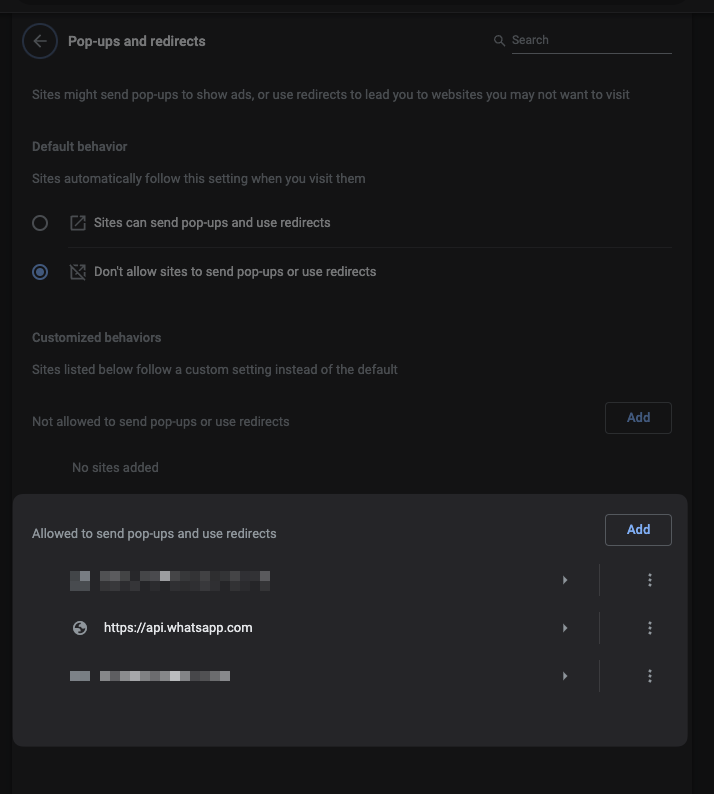 Pop-ups and redirects
Search
Sites might send pop-ups to show ads, or use redirects to lead you to websites you may not want to visit
Default behavior
Sites automatically follow this setting when you visit them
Sites can send pop-ups and use redirects
Don't allow sites to send pop-ups or use redirects
Customized behaviors
Sites listed below follow a custom setting instead of the default
Not allowed to send pop-ups or use redirects
Add
No sites added
Allowed to send pop-ups and use redirects
Add
https://api.whatsapp.com